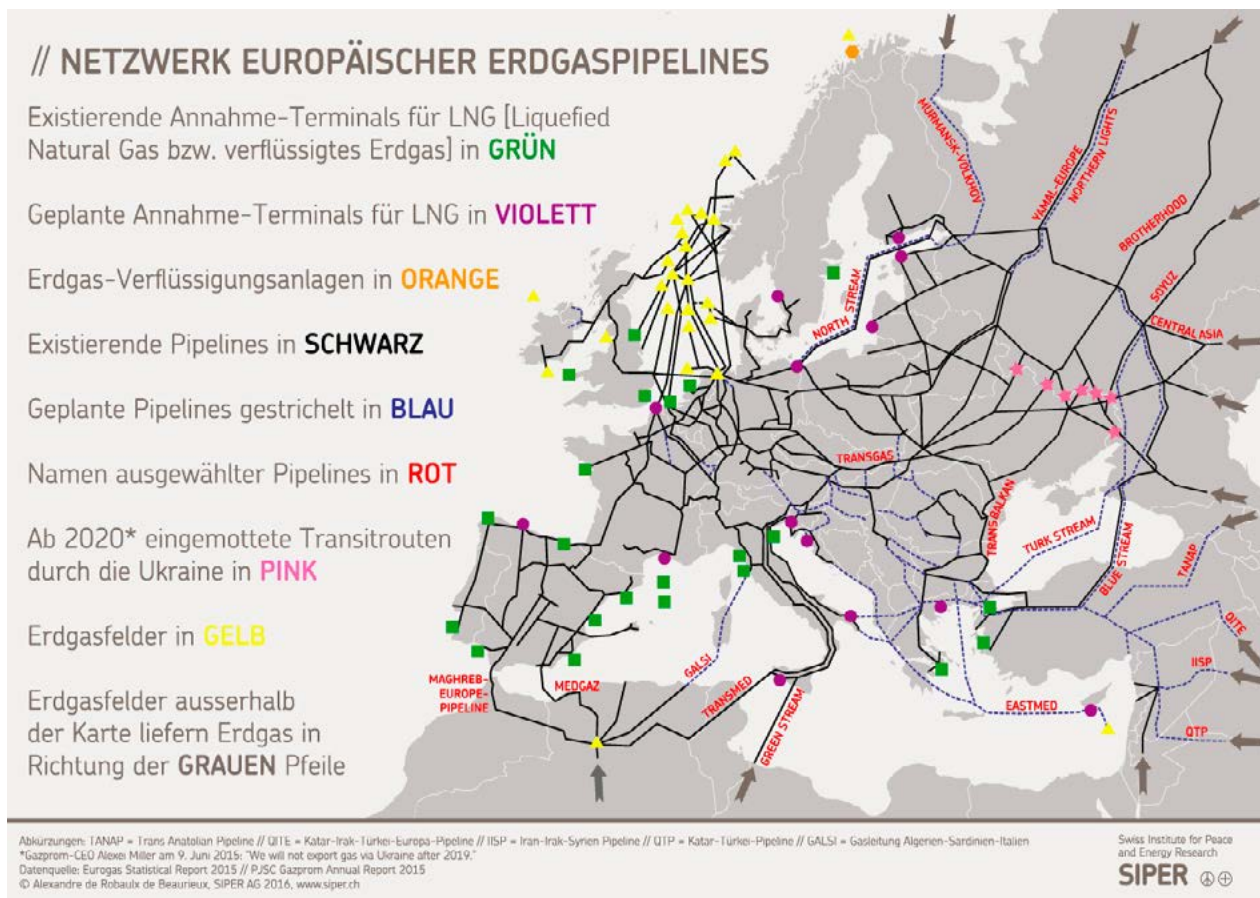 // NETZWERK EUROPÄISCHER ERDGASPIPELINES
Existierende Annahme-Terminals für LNG [Liquefied
Natural Gas bzw. verflüssigtes Erdgas] in GRÜN
Geplante Annahme-Terminals für LNG in VIOLETT
Erdgas-Verflüssigungsanlagen in ORANGE
Existierende Pipelines in SCHWARZ
Geplante Pipelines gestrichelt in BLAU
Namen ausgewählter Pipelines in ROT
Ab 2020* eingemottete Transitrouten
durch die Ukraine in PINK
Erdgasfelder in GELB
Erdgasfelder ausserhalb
der Karte liefern Erdgas in
Richtung der GRAUEN Pfeile
MURMANSK-VOLKHOV
YAMAL-EUROPE
NORTHERN LIGHTS
BROTHERHOOD
SOYUZ
CENTRAL ASIA
NORTH STREAM
TRANSGAS
TRANSBALKAN
TURK STREAM
BLUE STREAM
TANAP
QITE
IISP
QTP
EASTMED
GREEN STREAM
TRANSMED
GALSI
MEDGAZ
MAGHREB-
EUROPE-
PIPELINE
Abkürzungen: TANAP = Trans Anatolian Pipeline // QITE = Katar-Irak-Türkei-Europa-Pipeline // IISP = Iran-Irak-Syrien Pipeline // QTP = Katar-Türkei-Pipeline // GALSI = Gasleitung Algerien-Sardinien-Italien
*Gazprom-CEO Alexei Miller am 9. Juni 2015: "We will not export gas via Ukraine after 2019."
Datenquelle: Eurogas Statistical Report 2015 // PJSC Gazprom Annual Report 2015
© Alexandre de Robaulx de Beaurieux, SIPER AG 2016, www.siper.ch
Swiss Institute for Peace
and Energy Research
SIPER